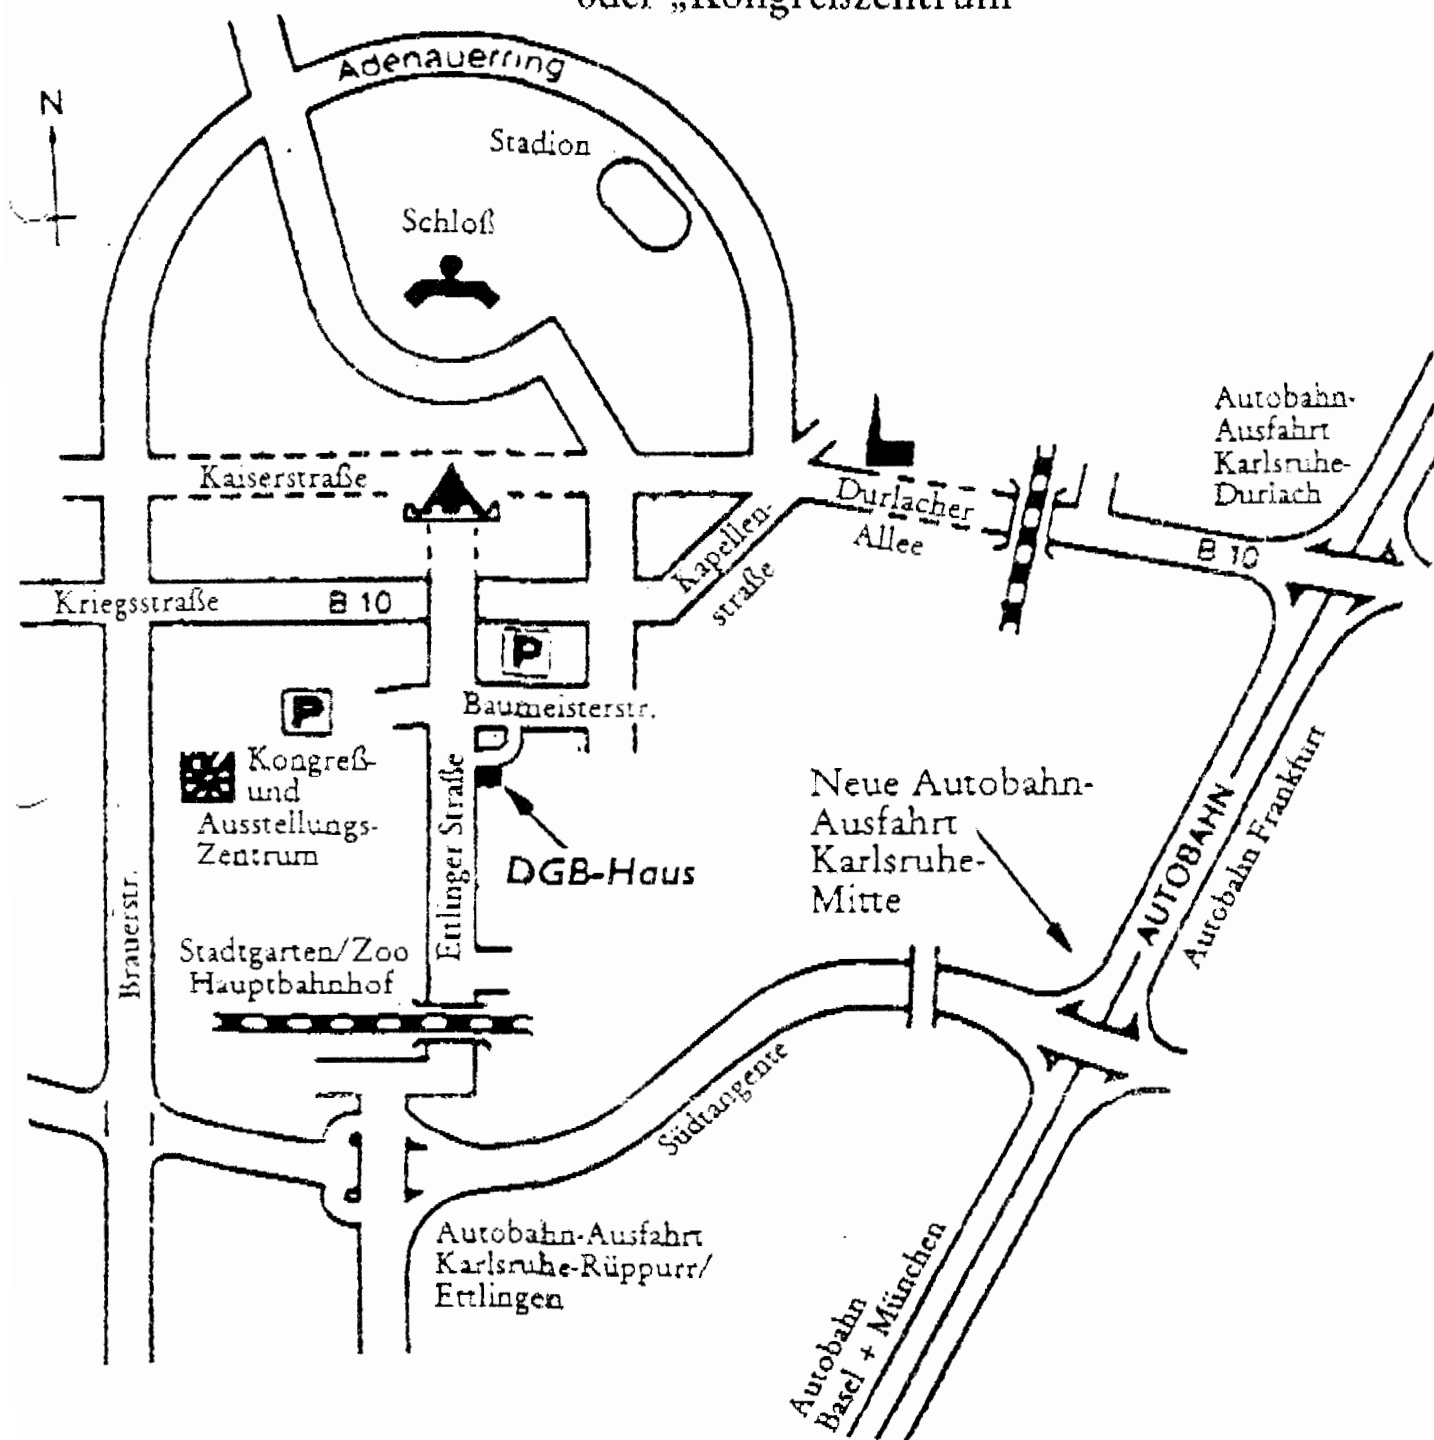 oder „Kongreßzentrum
Adenauerring
N
Stadion
Schloß
Autobahn-
Ausfahrt
Karlsruhe-
Durlach
Kaiserstraße
Durlacher
Allee
B 10
Kapellen-
straße
Kriegsstraße B 10
P
P
Baumeisterstr.
Kongreß-
und
Ausstellungs-
Zentrum
Ettlinger Straße
DGB-Haus
Neue Autobahn-
Ausfahrt
Karlsruhe-
Mitte
AUTOBAHN
Autobahn Frankfurt
Brauerstr.
Stadtgarten/Zoo
Hauptbahnhof
Südtangente
Autobahn-Ausfahrt
Karlsruhe-Rüppurr/
Ettlingen
Autobahn
Basel + München